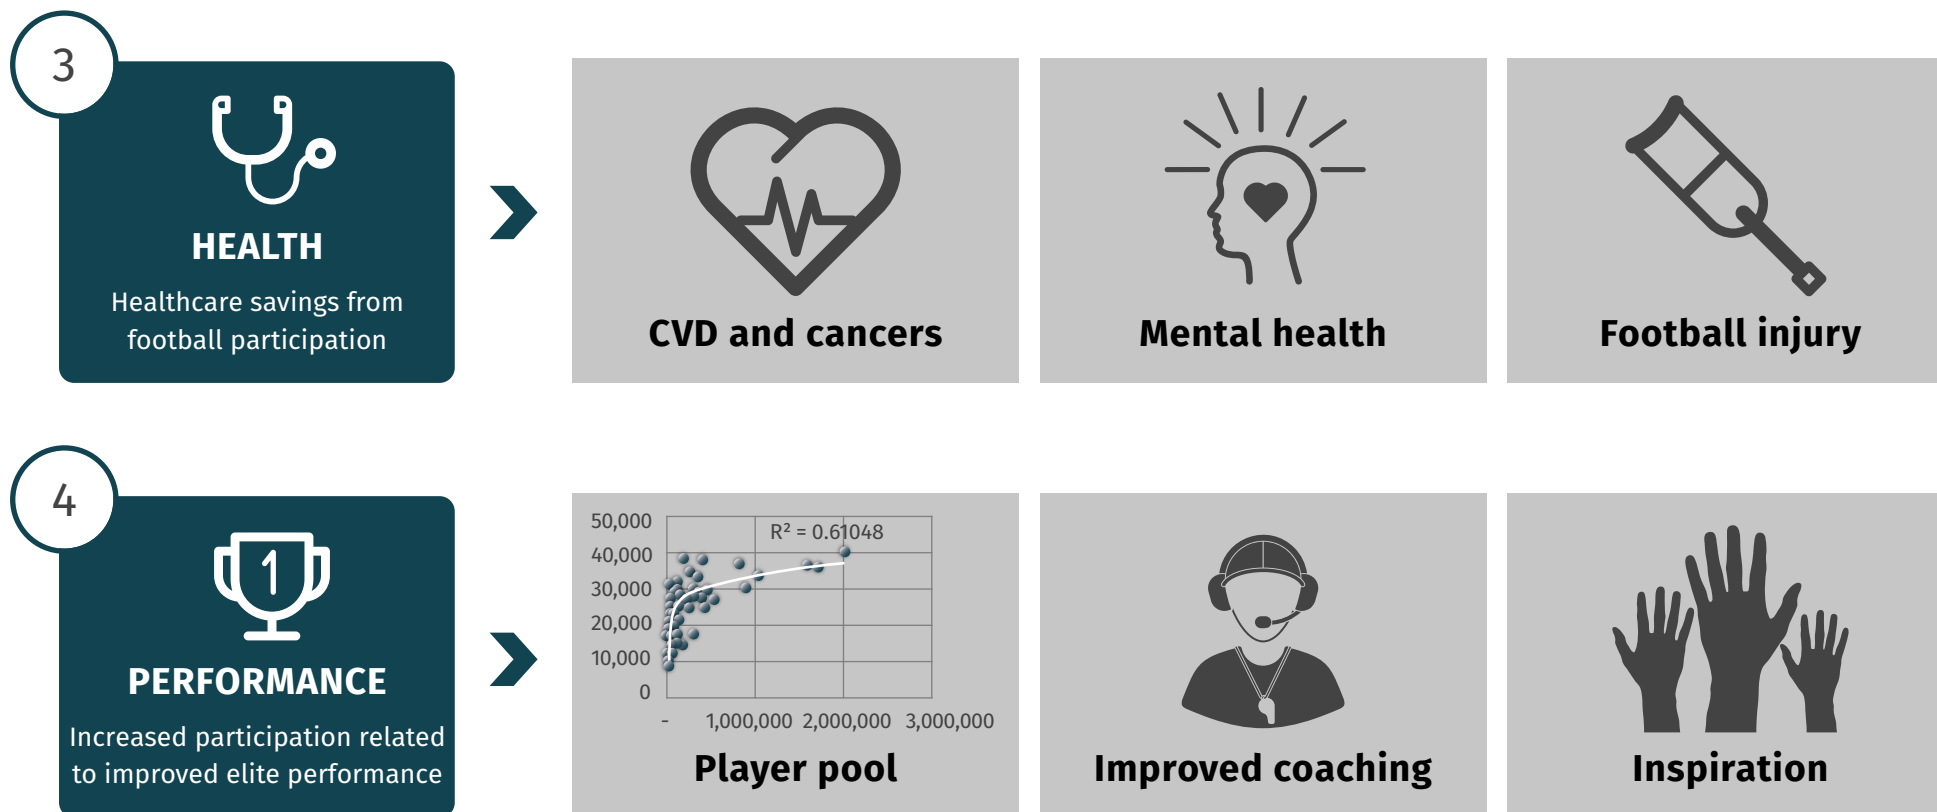 3
HEALTH
Healthcare savings from
football participation
CVD and cancers
Mental health
Football injury
4
1
PERFORMANCE
Increased participation related
to improved elite performance
50,000
40,000
30,000
20,000
10,000
0
R² = 0.61048
- 1,000,000 2,000,000 3,000,000
Player pool
Improved coaching
Inspiration